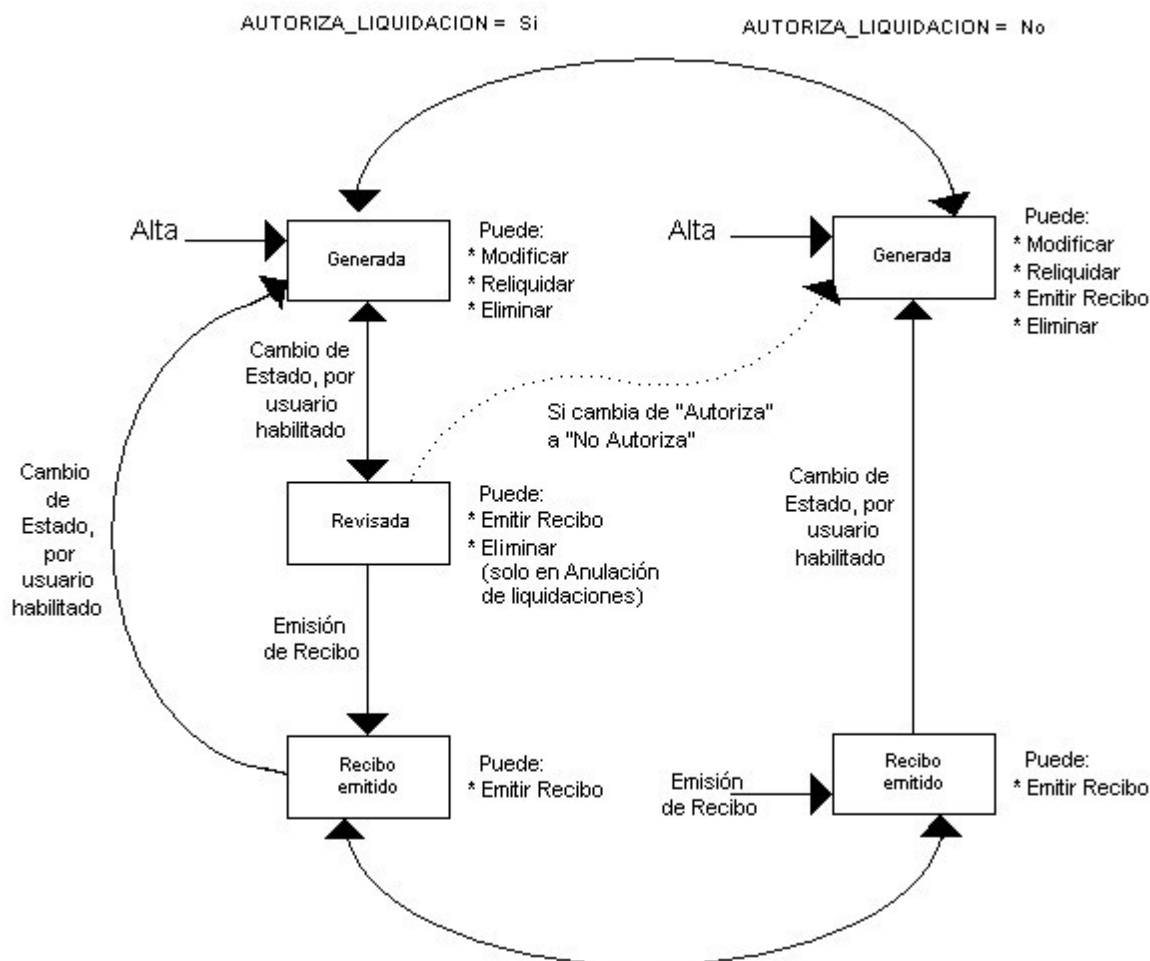 AUTORIZA_LIQUIDACION = Si
AUTORIZA_LIQUIDACION = No
Alta
Generada
Puede:
* Modificar
* Reliquidar
* Eliminar
Alta
Generada
Puede:
* Modificar
* Reliquidar
* Emitir Recibo
* Eliminar
Cambio de
Estado, por
usuario
habilitado
Si cambia de "Autoriza"
a "No Autoriza"
Cambio
de
Estado,
por
usuario
habilitado
Revisada
Puede:
* Emitir Recibo
* Eliminar
(solo en Anulación
de liquidaciones)
Cambio de
Estado, por
usuario
habilitado
Emisión
de Recibo
Recibo
emitido
Puede:
* Emitir Recibo
Emisión
de Recibo
Recibo
emitido
Puede:
* Emitir Recibo